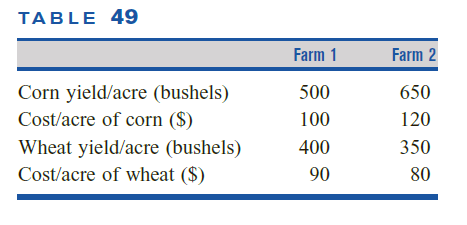 TABLE 49
Farm 1 Farm 2
Corn yield/acre (bushels) 500 650
Cost/acre of corn ($) 100 120
Wheat yield/acre (bushels) 400 350
Cost/acre of wheat ($) 90 80